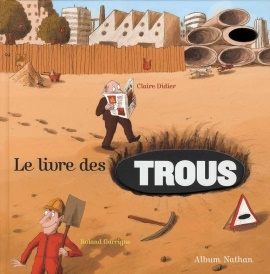 Claire Didier
Le livre des
TROUS
Roland Garrigue
Album Nathan